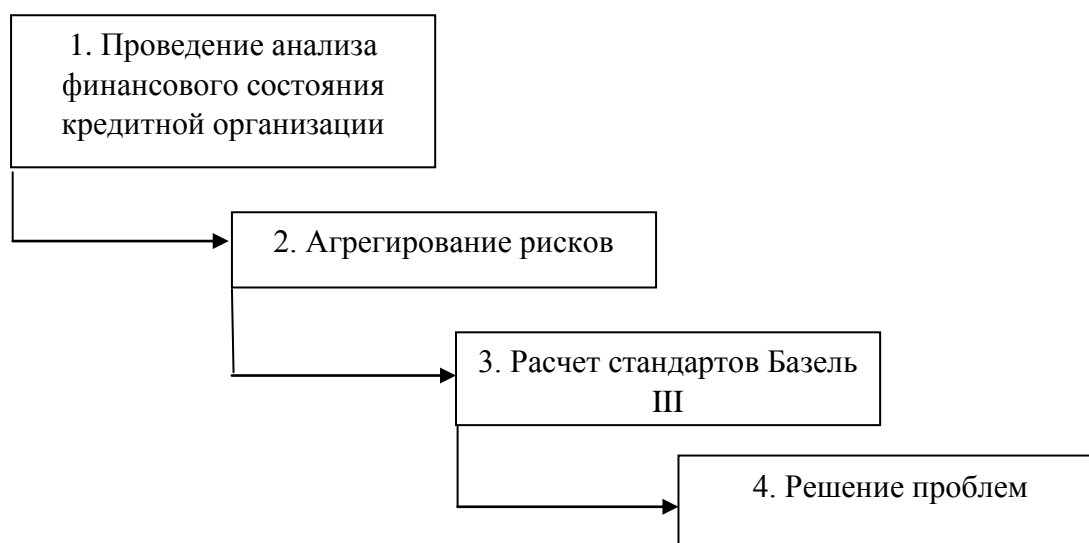 1. Проведение анализа
финансового состояния
кредитной организации
2. Агрегирование рисков
3. Расчет стандартов Базель
III
4. Решение проблем